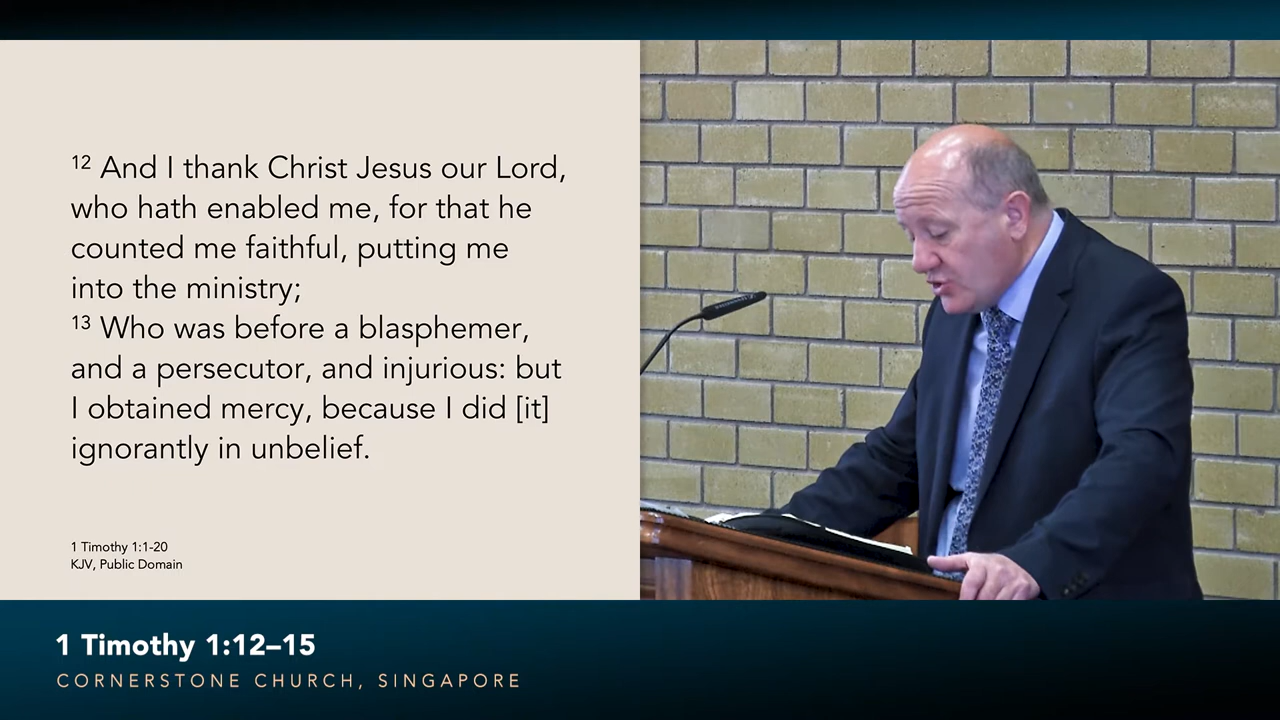 12 And I thank Christ Jesus our Lord,
who hath enabled me, for that he
counted me faithful, putting me
into the ministry;
13 Who was before a blasphemer,
and a persecutor, and injurious: but
I obtained mercy, because I did [it]
ignorantly in unbelief.
1 Timothy 1:1-20
KJV, Public Domain
1 Timothy 1:12–15
CORNERSTONE CHURCH, SINGAPORE